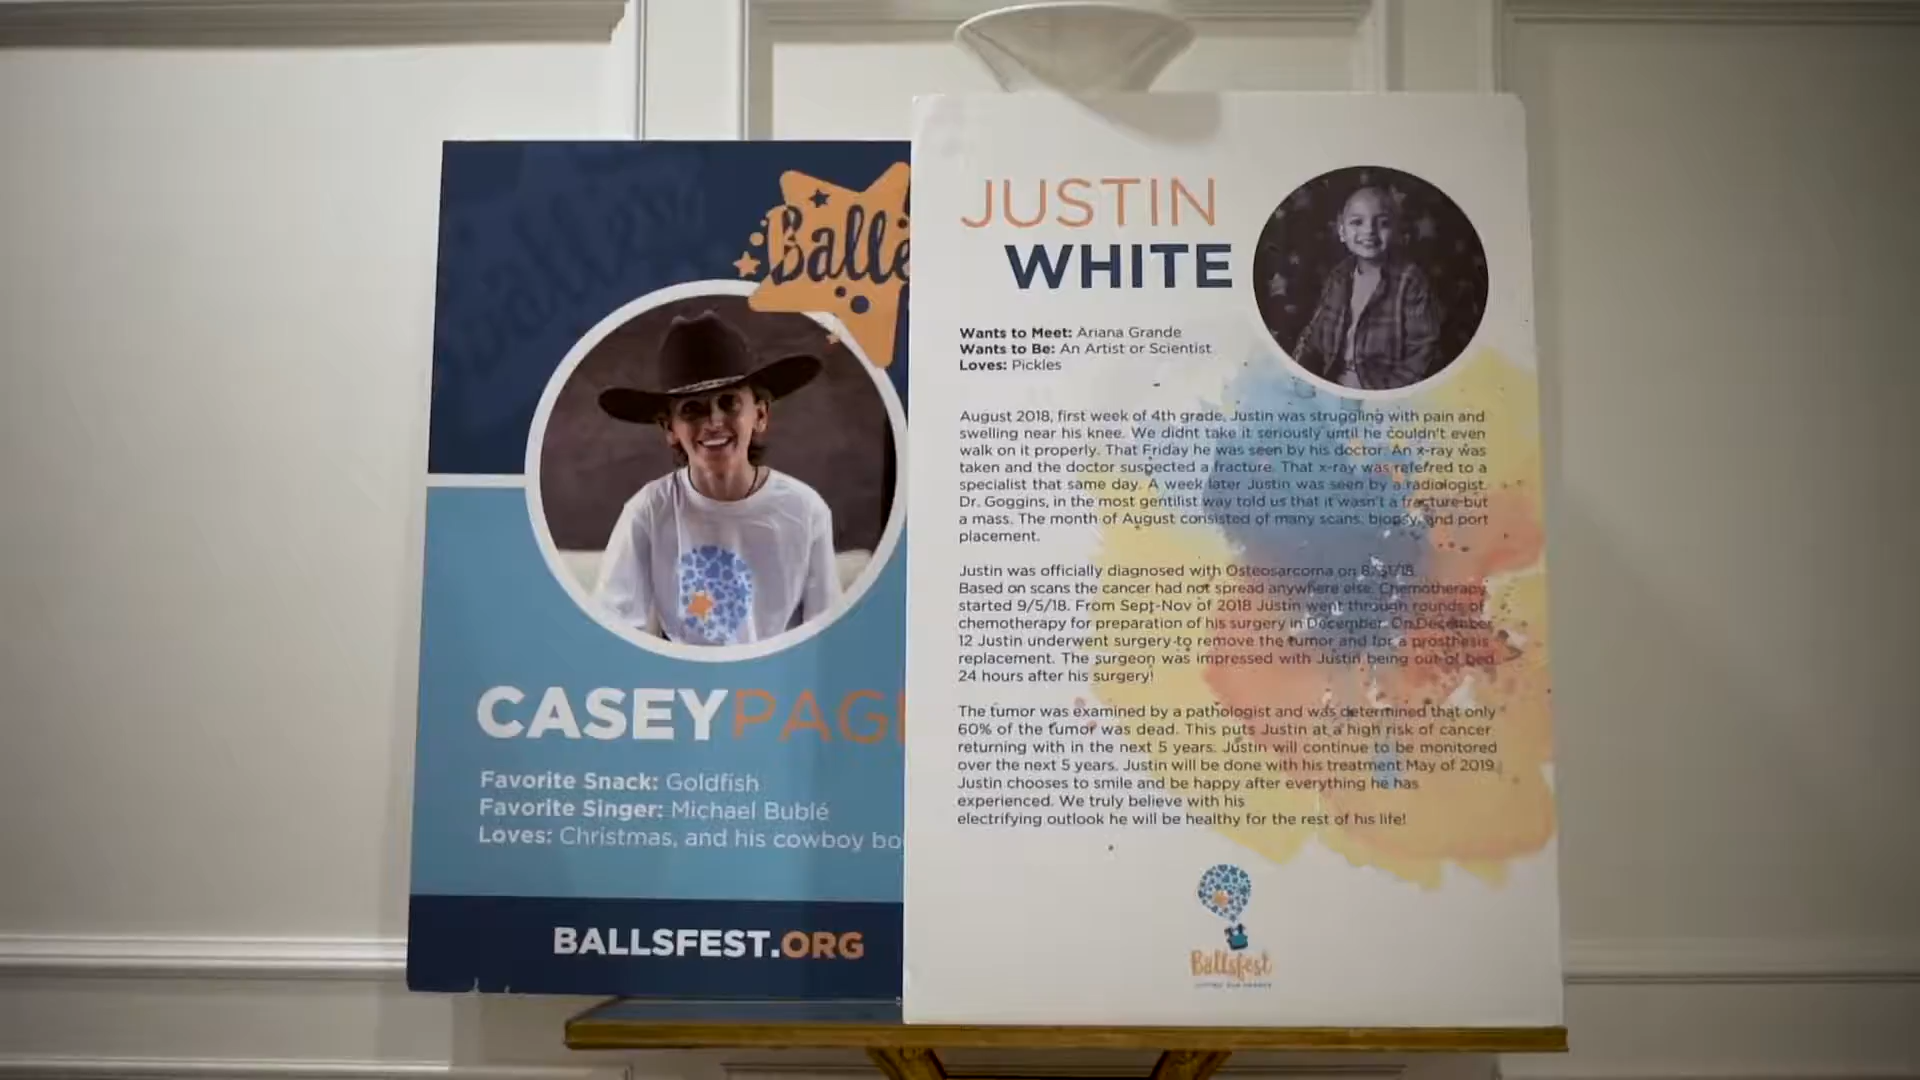 Balle
CASEYPAG
Favorite Snack: Goldfish
Favorite Singer: Michael Bublé
Loves: Christmas, and his cowboy bo
BALLSFEST.ORG
JUSTIN
WHITE
Wants to Meet: Ariana Grande
Wants to Be: An Artist or Scientist
Loves: Pickles
August 2018, first week of 4th grade, Justin was struggling with pain and
swelling near his knee. We didnt take it seriously until he couldn't even
walk on it properly. That Friday he was seen by his doctor. An x-ray was
taken and the doctor suspected a fracture. That x-ray was referred to a
specialist that same day. A week later Justin was seen by a radiologist.
Dr. Goggins, in the most gentilist way told us that it wasn't a fracture but
a mass. The month of August consisted of many scans, biopsy, and port
placement.
Justin was officially diagnosed with Osteosarcoma on 8/31/18.
Based on scans the cancer had not spread anywhere else. Chemotherapy
started 9/5/18. From Sept-Nov of 2018 Justin went through rounds of
chemotherapy for preparation of his surgery in December. On December
12 Justin underwent surgery to remove the tumor and for a prosthesis
replacement. The surgeon was impressed with Justin being out of bed
24 hours after his surgery!
The tumor was examined by a pathologist and was determined that only
60% of the tumor was dead. This puts Justin at a high risk of cancer
returning with in the next 5 years. Justin will continue to be monitored
over the next 5 years. Justin will be done with his treatment May of 2019.
Justin chooses to smile and be happy after everything he has
experienced. We truly believe with his
electrifying outlook he will be healthy for the rest of his life!
Ballsfest